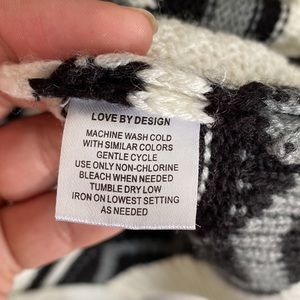 LOVE BY DESIGN
MACHINE WASH COLD
WITH SIMILAR COLORS
GENTLE CYCLE
USE ONLY NON-CHLORINE
BLEACH WHEN NEEDED
TUMBLE DRY LOW
IRON ON LOWEST SETTING
AS NEEDED